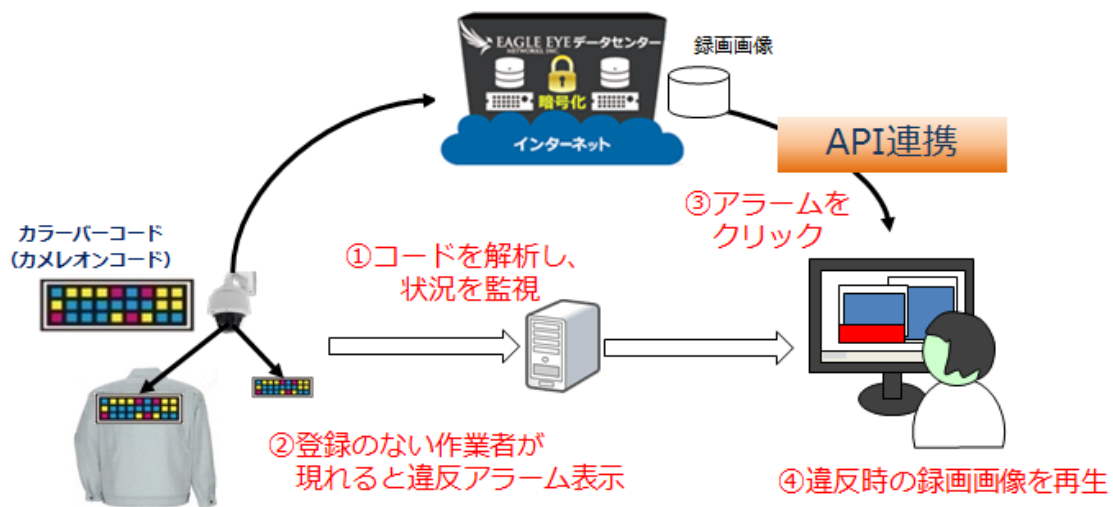 EAGLE EYE データセンター
NETWORKS, INC.
暗号化
インターネット
録画画像
API連携
③アラームを
クリック
カラーバーコード
(カメレオンコード)
①コードを解析し、
状況を監視
②登録のない作業者が
現れると違反アラーム表示
④違反時の録画画像を再生